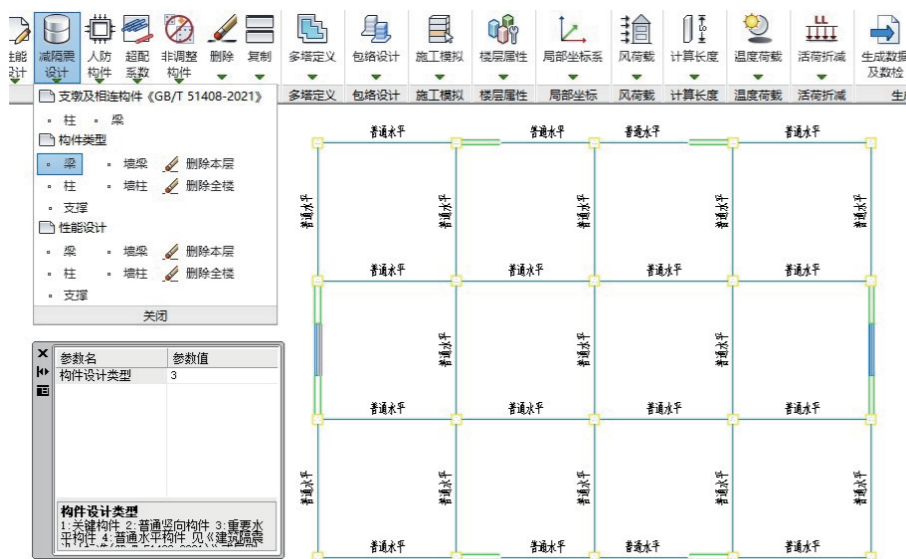 性能 减隔震 人防 超配 非调整 删除 复制 多塔定义 包络设计 施工模拟 楼层属性 局部坐标系 风荷载 计算长度 温度荷载 活荷折减 生成数据
设计 设计 构件 系数 构件 及数检
多塔定义 包络设计 施工模拟 楼层属性 局部坐标 风荷载 计算长度 温度荷载 活荷折减 生
支墩及相连构件《GB/T 51408-2021》
柱 梁
构件类型
梁 墙梁 删除本层
柱 墙柱 删除全楼
支撑
性能设计
梁 墙梁 删除本层
柱 墙柱 删除全楼
支撑
关闭
参数名 参数值
构件设计类型 3
构件设计类型
1:关键构件 2:普通竖向构件 3:重要水
平构件 4:普通水平构件 见《建筑隔震
普通水平 普通水平 普通水平 普通水平
普通水平 普通水平 普通水平 普通水平 普通水平
普通水平 普通水平 普通水平 普通水平
普通水平 普通水平 普通水平
普通水平 普通水平 普通水平 普通水平
普通水平 普通水平 普通水平 普通水平 普通水平
普通水平 普通水平